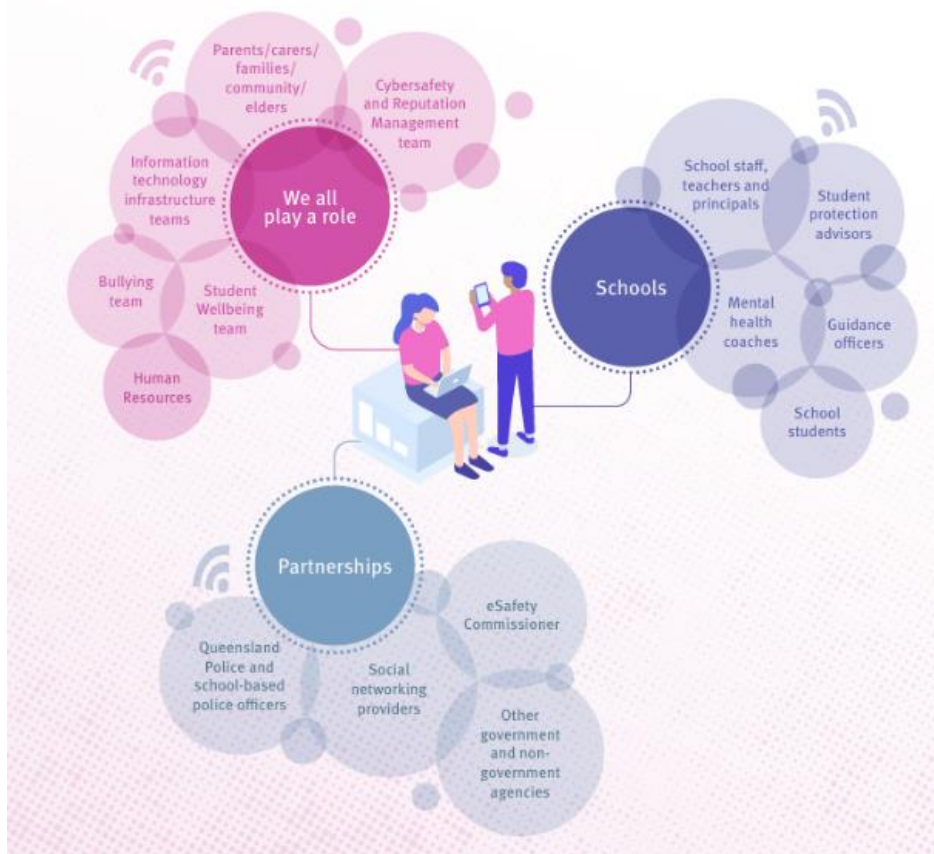 Parents/carers/
families/
community/
elders
Cybersafety
and Reputation
Management
team
Information
technology
infrastructure
teams
We all
play a role
Bullying
team
Student
Wellbeing
team
Human
Resources
School staff,
teachers and
principals
Student
protection
advisors
Schools
Mental
health
coaches
Guidance
officers
School
students
Partnerships
eSafety
Commissioner
Queensland
Police and
school-based
police officers
Social
networking
providers
Other
government
and non-
government
agencies